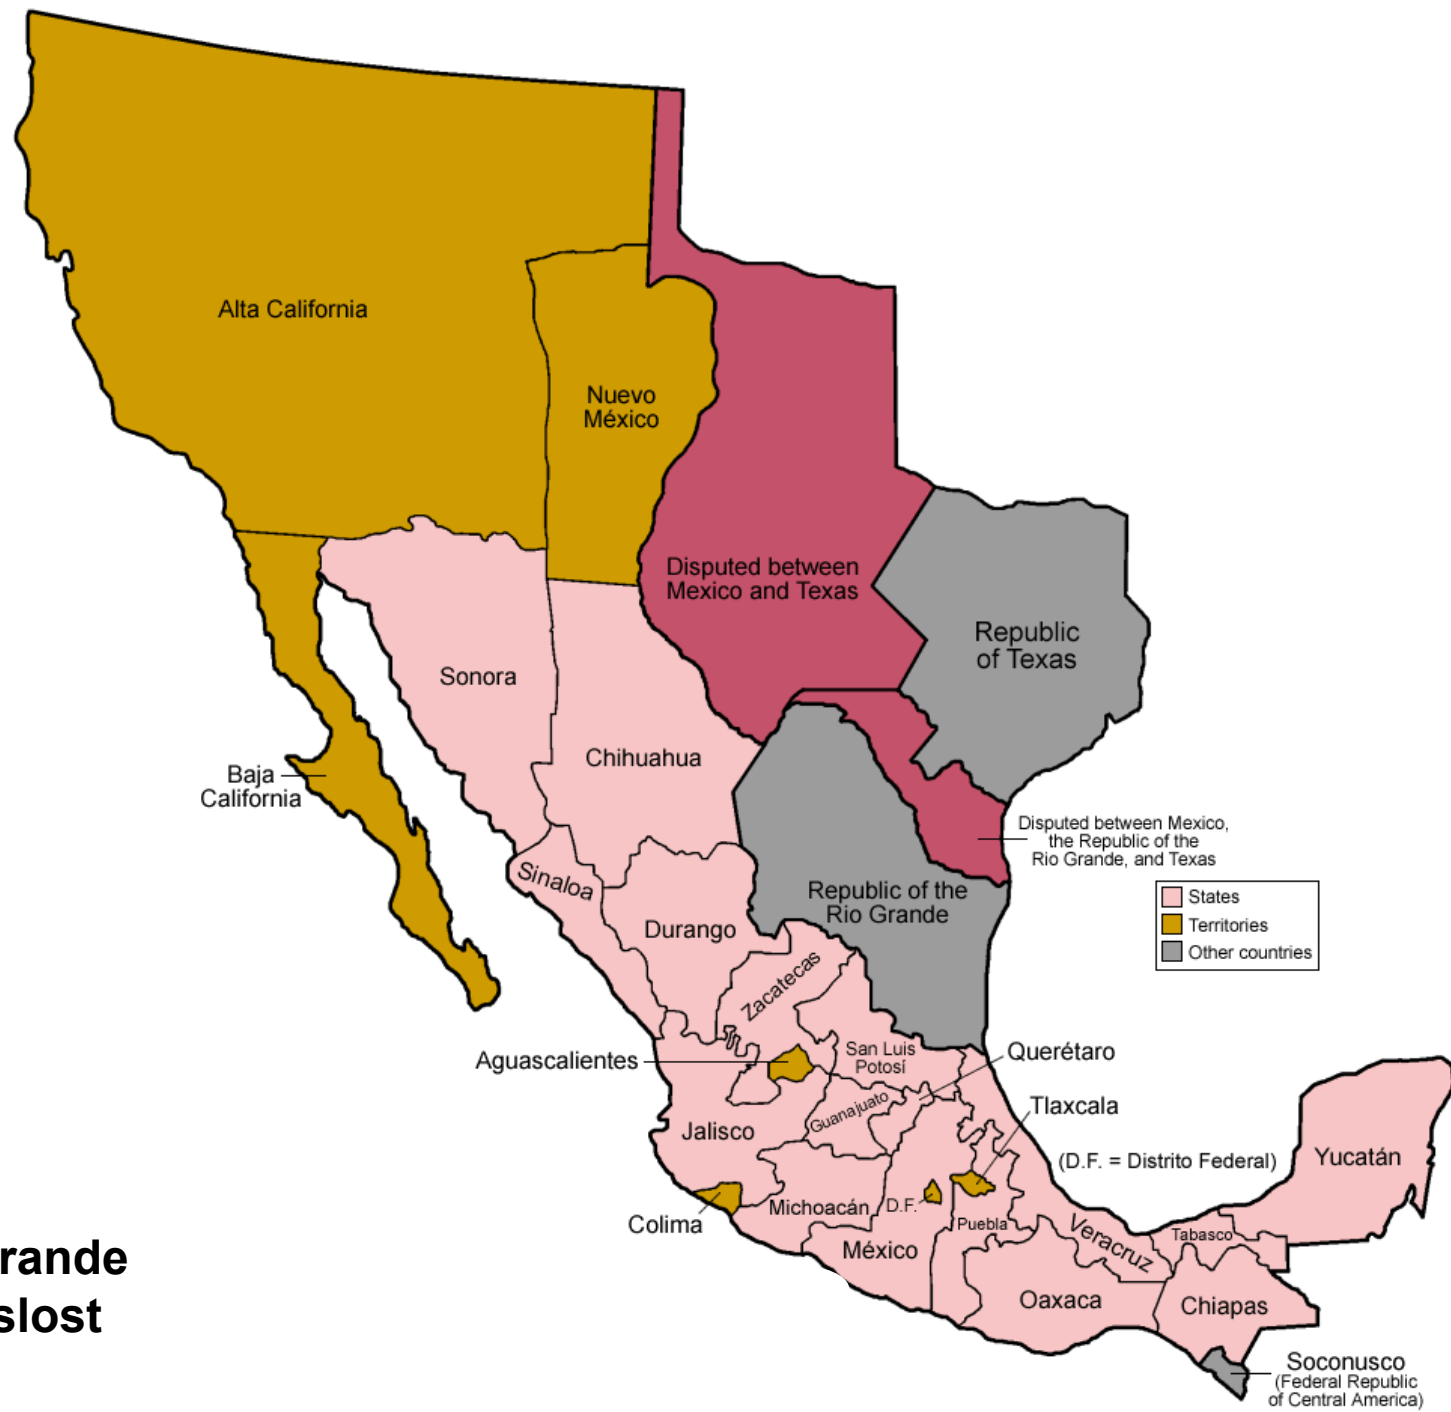 Alta California
Nuevo
México
Disputed between
Mexico and Texas
Republic
of Texas
Sonora
Chihuahua
Baja
California
Disputed between Mexico,
the Republic of the
Rio Grande, and Texas
Sinaloa
Republic of the
Rio Grande
States
Territories
Other countries
Durango
Zacatecas
Aguascalientes
San Luis
Potosí
Querétaro
Guanajuato
Tlaxcala
Jalisco
(D.F. = Distrito Federal)
Yucatán
Michoacán
D.F.
Colima
Puebla
Veracruz
Tabasco
México
rande
slost
Oaxaca
Chiapas
Soconusco
(Federal Republic
of Central America)